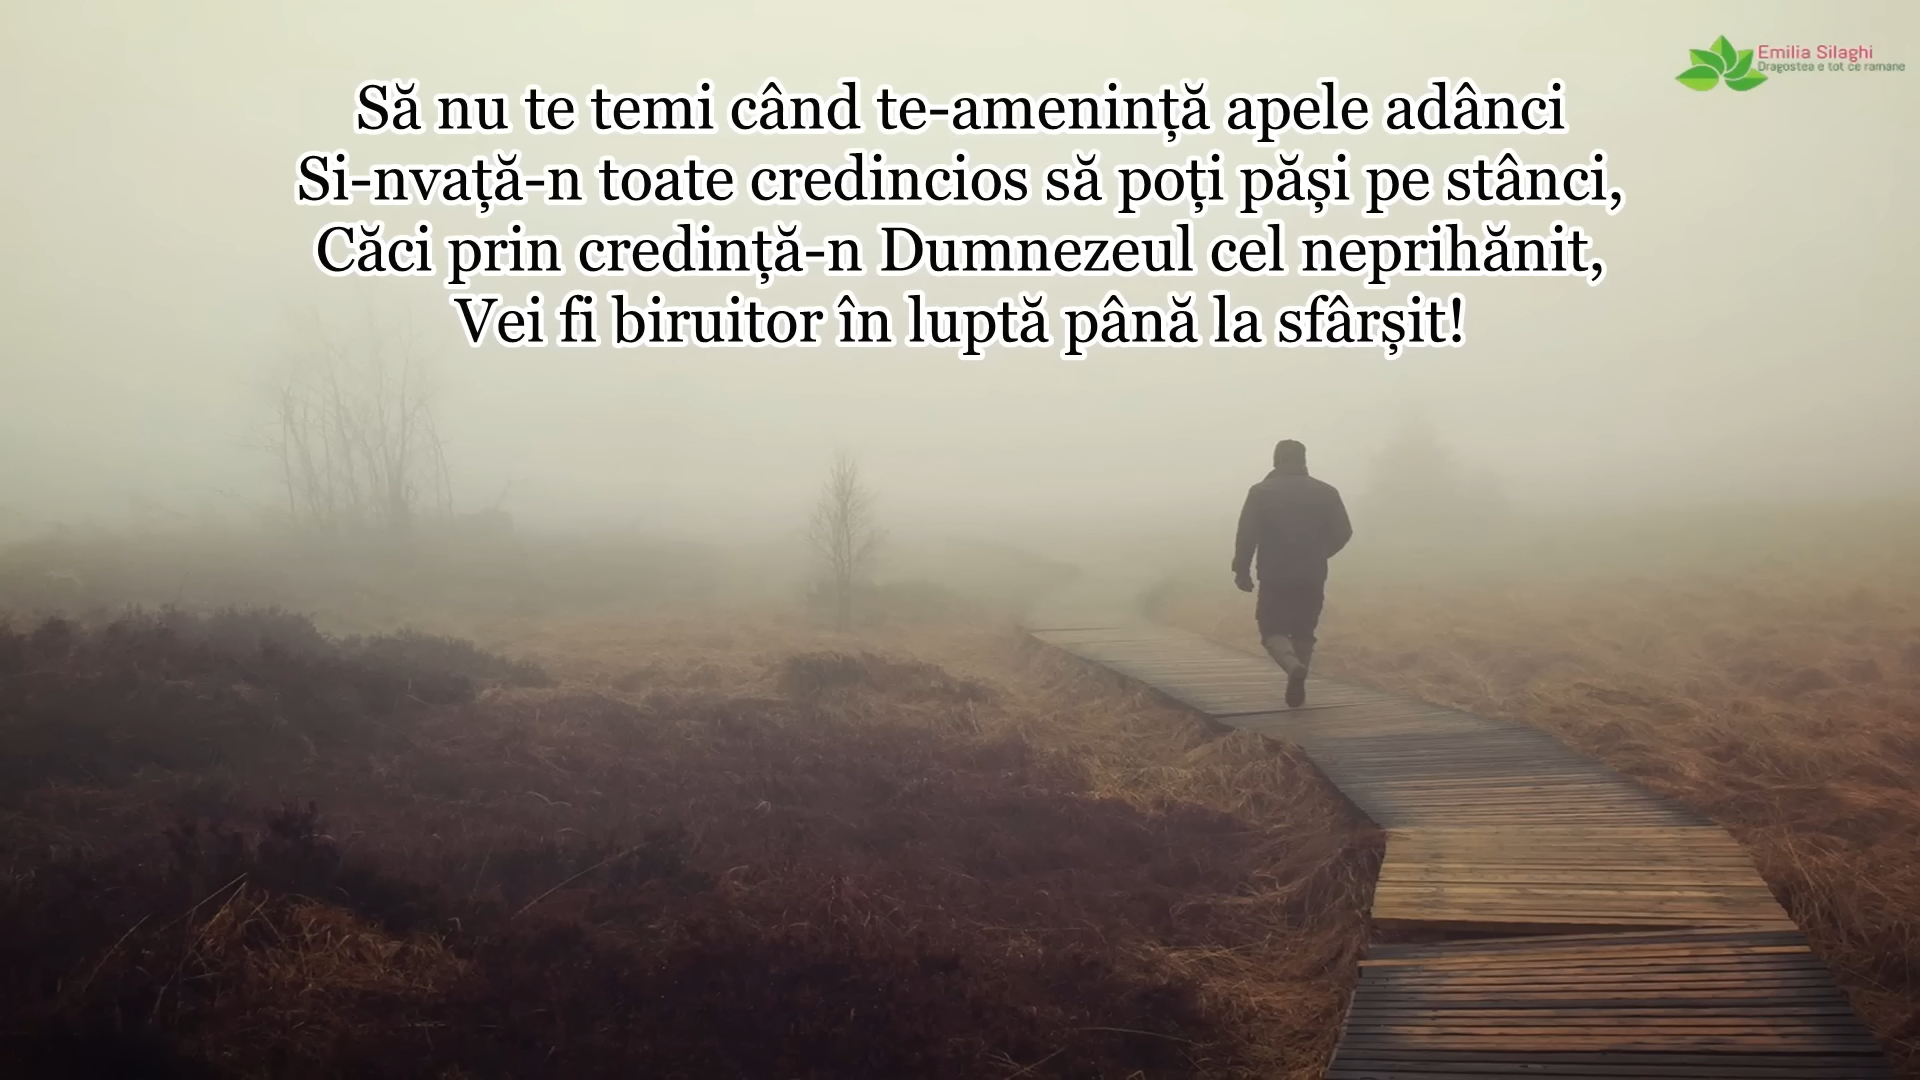 Emilia Silaghi
Dragostea e tot ce ramane
Să nu te temi când te-amenință apele adânci
Si-nvață-n toate credincios să poți păși pe stânci,
Căci prin credință-n Dumnezeul cel neprihănit,
Vei fi biruitor în luptă până la sfârșit!